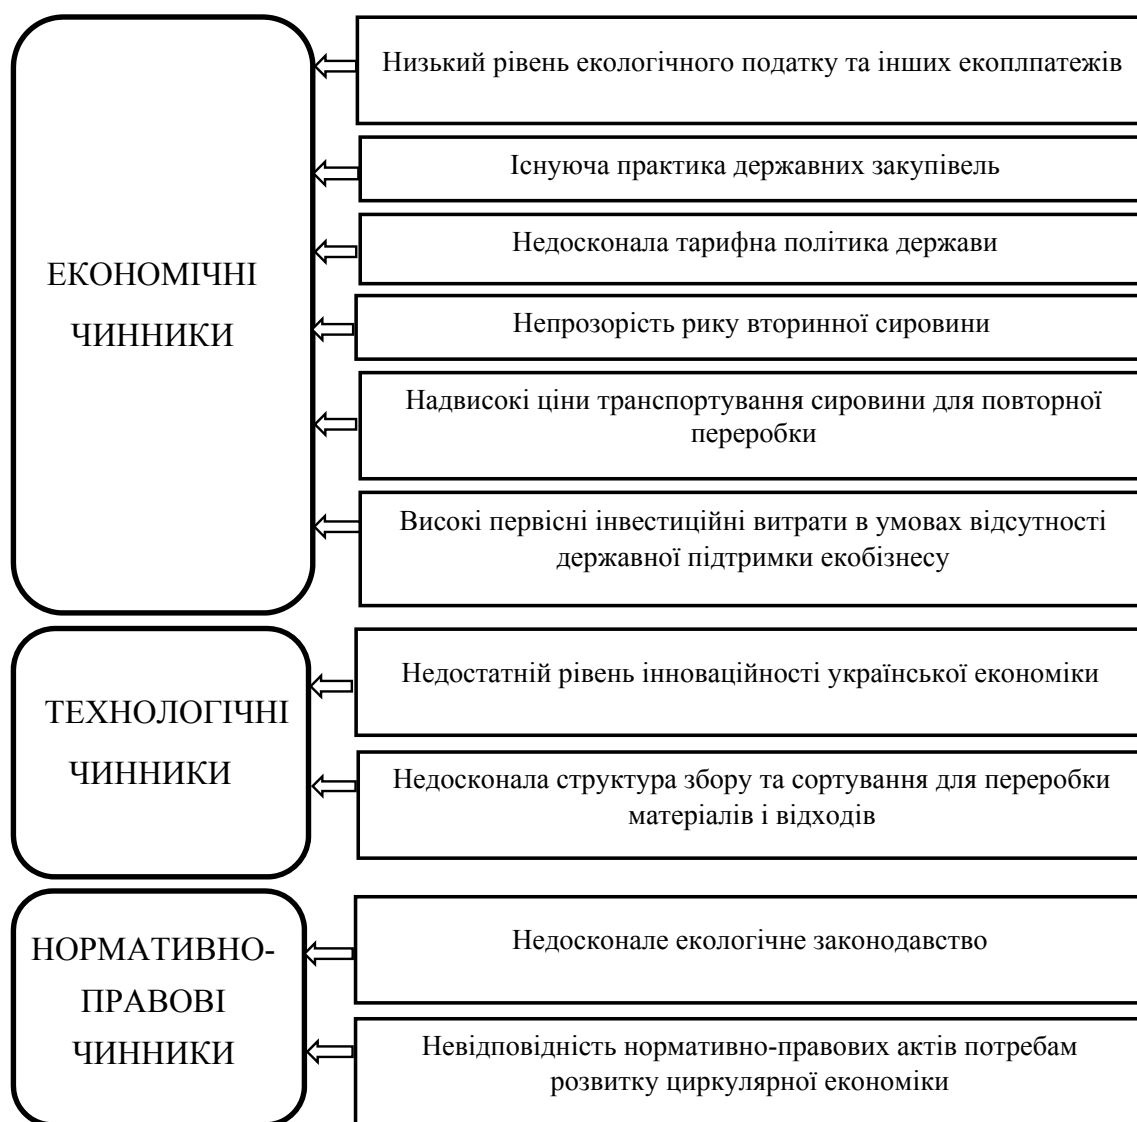 ЕКОНОМІЧНІ
ЧИННИКИ
Низький рівень екологічного податку та інших екоплпатежів
Існуюча практика державних закупівель
Недосконала тарифна політика держави
Непрозорість рику вторинної сировини
Надвисокі ціни транспортування сировини для повторної
переробки
Високі первісні інвестиційні витрати в умовах відсутності
державної підтримки екобізнесу
ТЕХНОЛОГІЧНІ
ЧИННИКИ
Недостатній рівень інноваційності української економіки
Недосконала структура збору та сортування для переробки
матеріалів і відходів
НОРМАТИВНО-
ПРАВОВІ
ЧИННИКИ
Недосконале екологічне законодавство
Невідповідність нормативно-правових актів потребам
розвитку циркулярної економіки